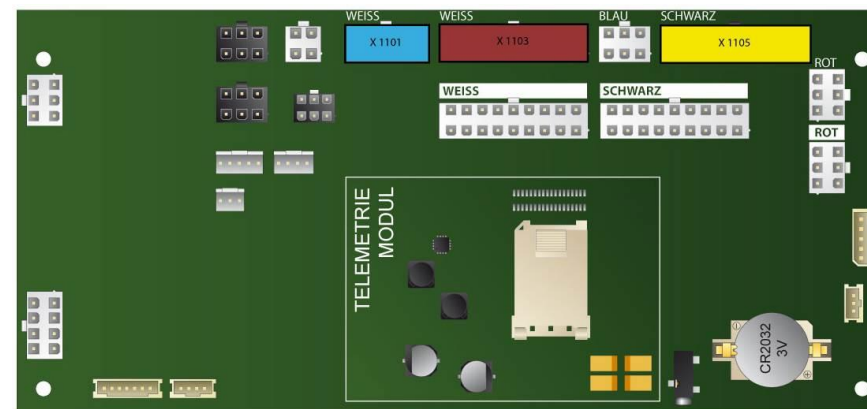 WEISS
WEISS
BLAU
SCHWARZ
X 1101
X 1103
X 1105
ROT
WEISS
SCHWARZ
ROT
TELEMETRIE
MODUL
CR2032
3V